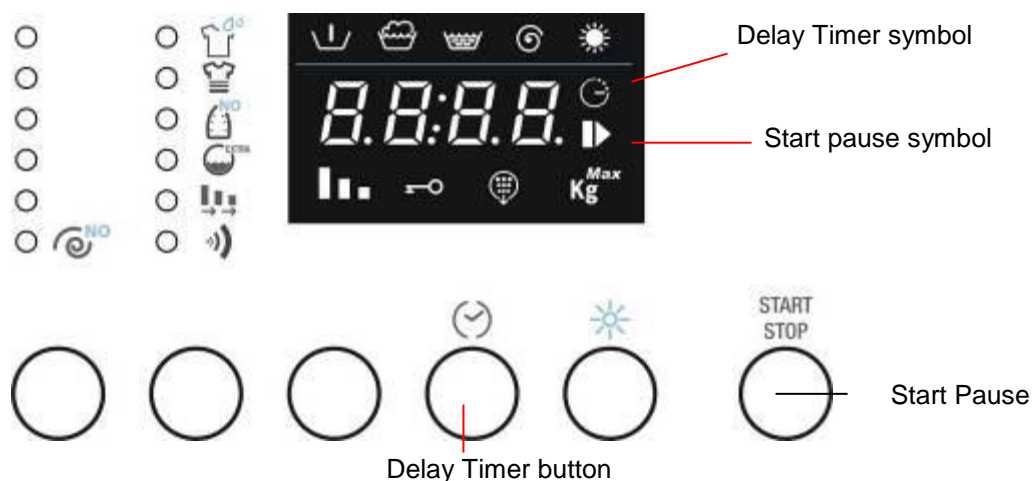 Delay Timer symbol
8.8:8.8.
NO
LESS
Start pause symbol
Max
Kg
NO
START
STOP
Start Pause
Delay Timer button